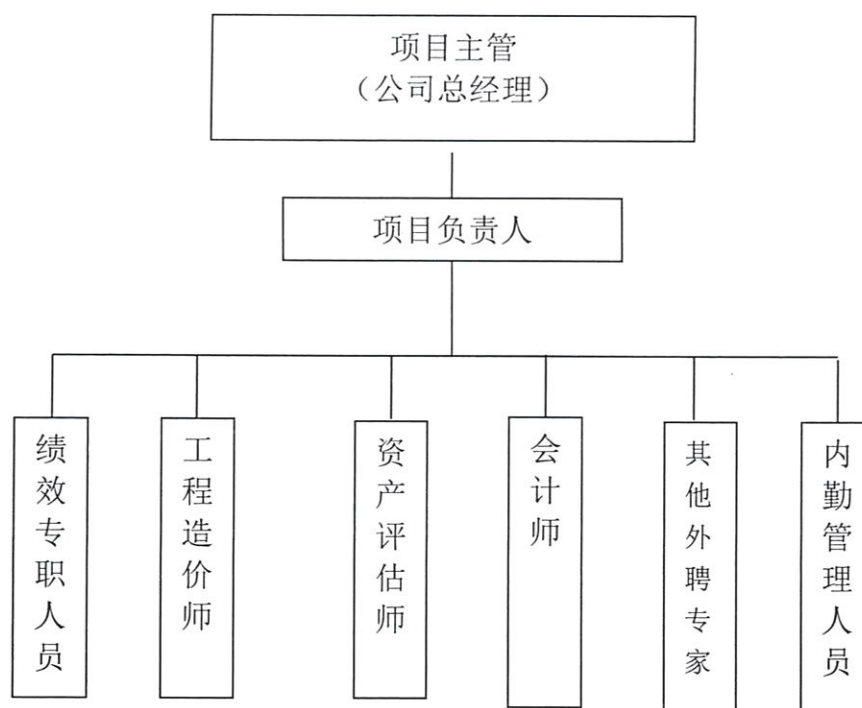 项目主管
（公司总经理）
项目负责人
绩效专职人员
工程造价师
资产评估师
会计师
其他外聘专家
内勤管理人员